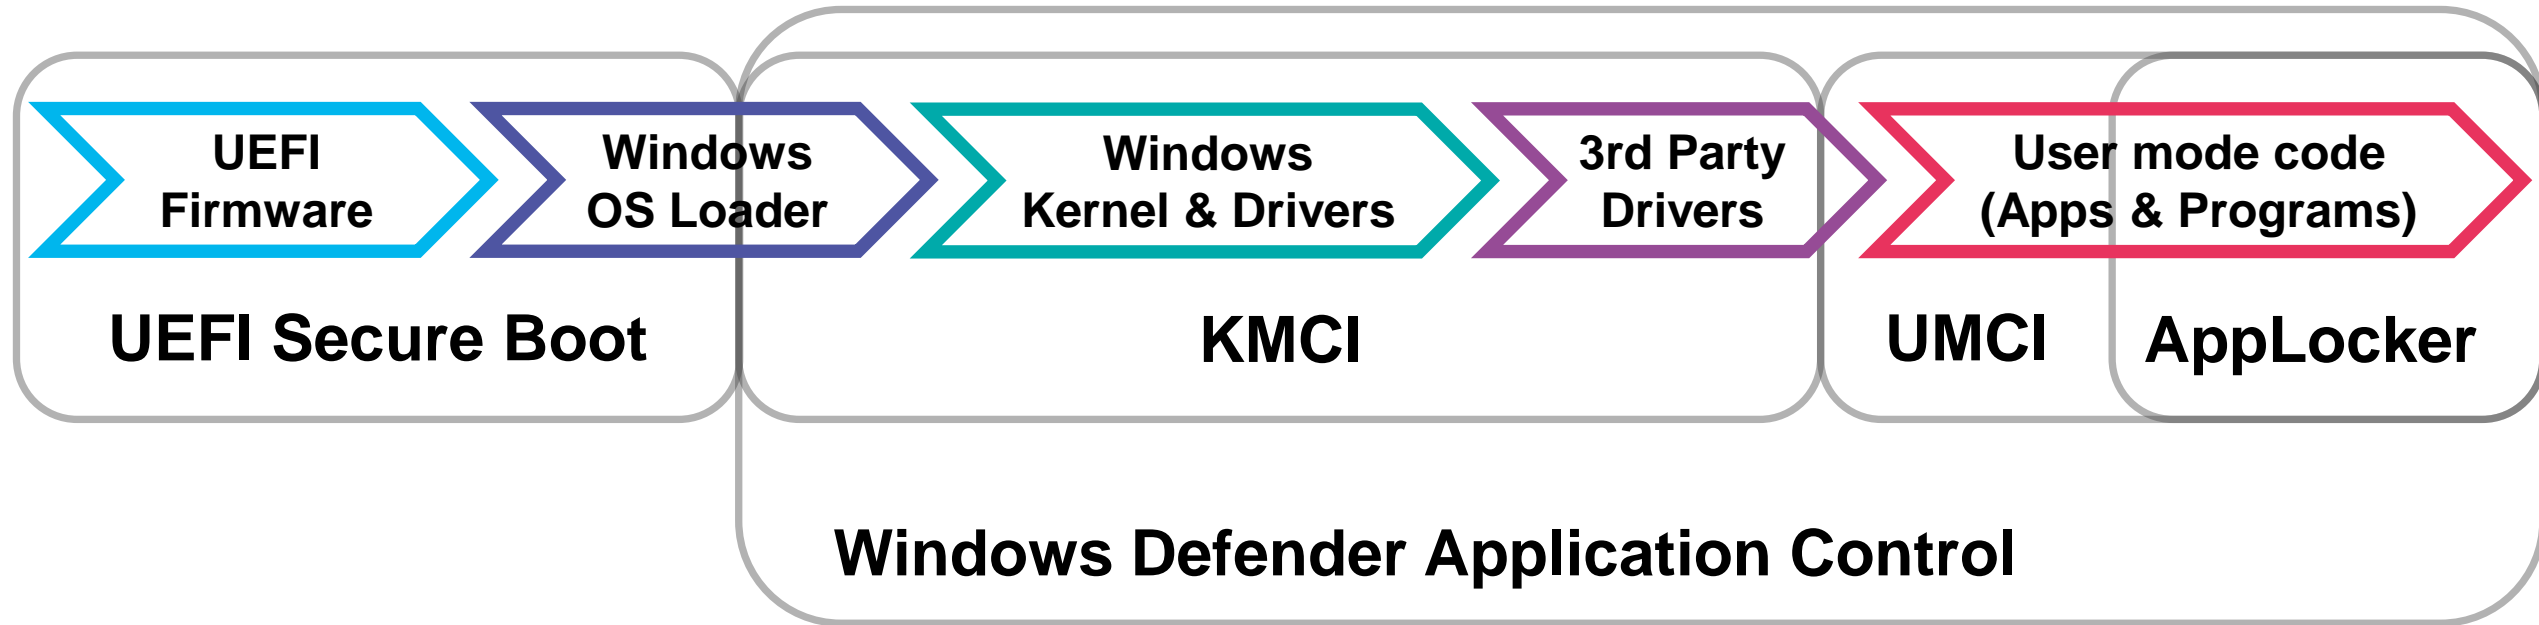 UEFI
Firmware
Windows
OS Loader
Windows
Kernel & Drivers
3rd Party
Drivers
User mode code
(Apps & Programs)
UEFI Secure Boot
KMCI
UMCI
AppLocker
Windows Defender Application Control